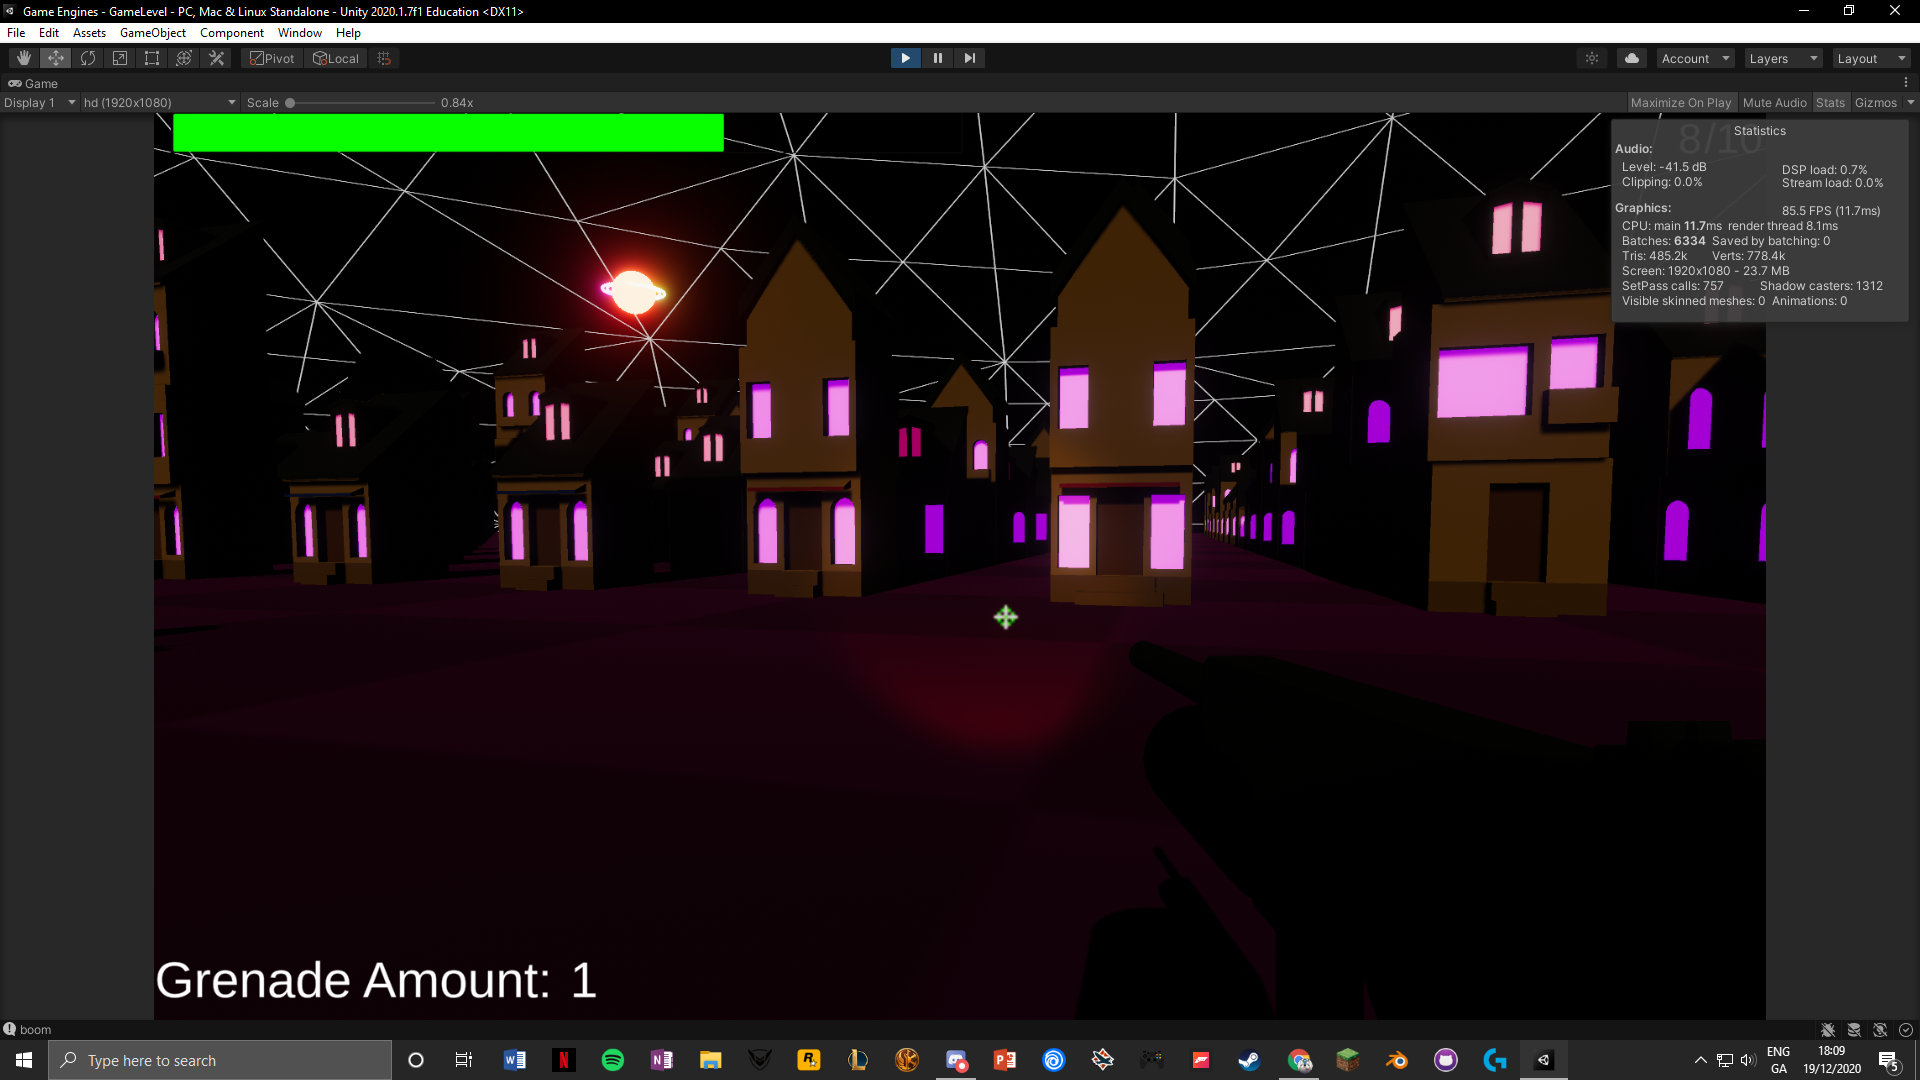 Game Engines - GameLevel - PC, Mac & Linux Standalone - Unity 2020.1.7f1 Education <DX11>
File Edit Assets GameObject Component Window Help
Pivot Local Account Layers Layout
Game
Display 1 hd (1920x1080) Scale 0.84x Maximize On Play Mute Audio Stats Gizmos
8/10
Statistics
Audio:
Level: -41.5 dB DSP load: 0.7%
Clipping: 0.0% Stream load: 0.0%
Graphics: 85.5 FPS (11.7ms)
CPU: main 11.7ms render thread 8.1ms
Batches: 6334 Saved by batching: 0
Tris: 485.2k Verts: 778.4k
Screen: 1920x1080 - 23.7 MB
SetPass calls: 757 Shadow casters: 1312
Visible skinned meshes: 0 Animations: 0
Grenade Amount: 1
boom
Type here to search
ENG 18:09
GA 19/12/2020
5